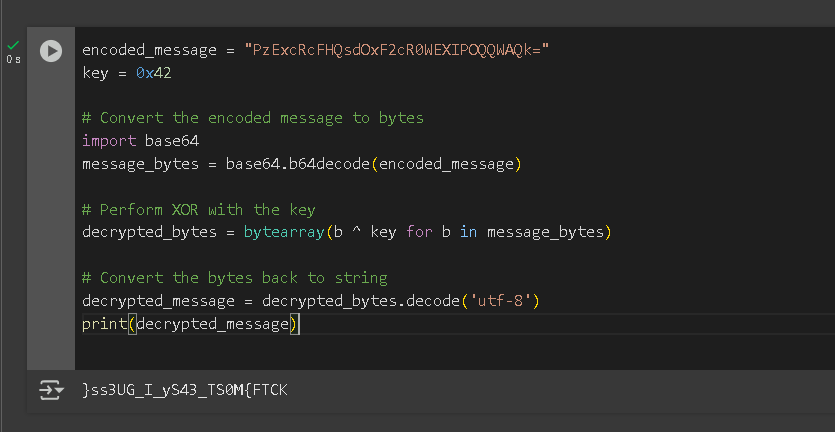 encoded_message = "PzExcRcFHQsdOxF2cR0WEXIPOQQWAQk="
0s
key = 0x42
# Convert the encoded message to bytes
import base64
message_bytes = base64.b64decode(encoded_message)
# Perform XOR with the key
decrypted_bytes = bytearray(b ^ key for b in message_bytes)
# Convert the bytes back to string
decrypted_message = decrypted_bytes.decode('utf-8')
print(decrypted_message)
}ss3UG_I_yS43_TS0M{FTCK